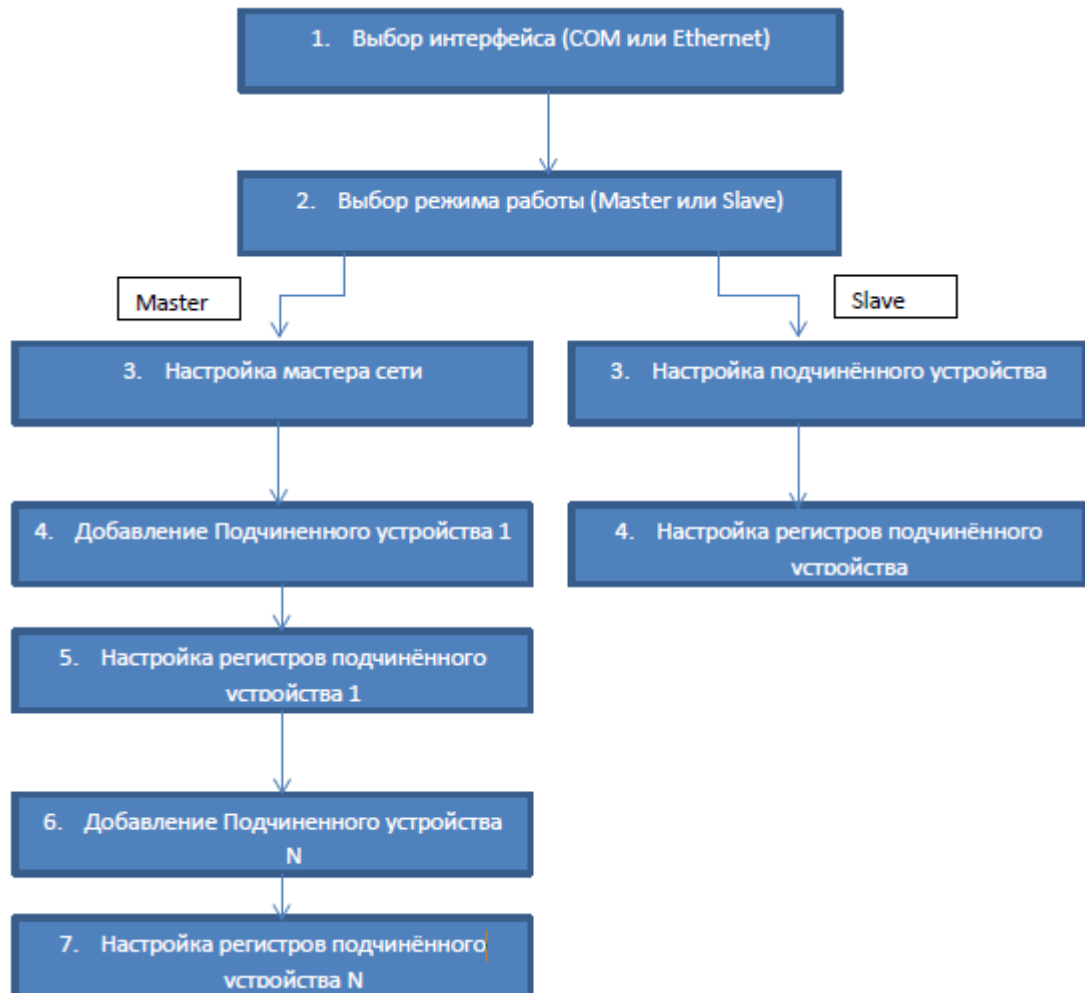 1. Выбор интерфейса (COM или Ethernet)
2. Выбор режима работы (Master или Slave)
Master
Slave
3. Настройка мастера сети
3. Настройка подчинённого устройства
4. Добавление Подчиненного устройства 1
4. Настройка регистров подчинённого
устройства
5. Настройка регистров подчинённого
устройства 1
6. Добавление Подчиненного устройства
N
7. Настройка регистров подчинённого
устройства N